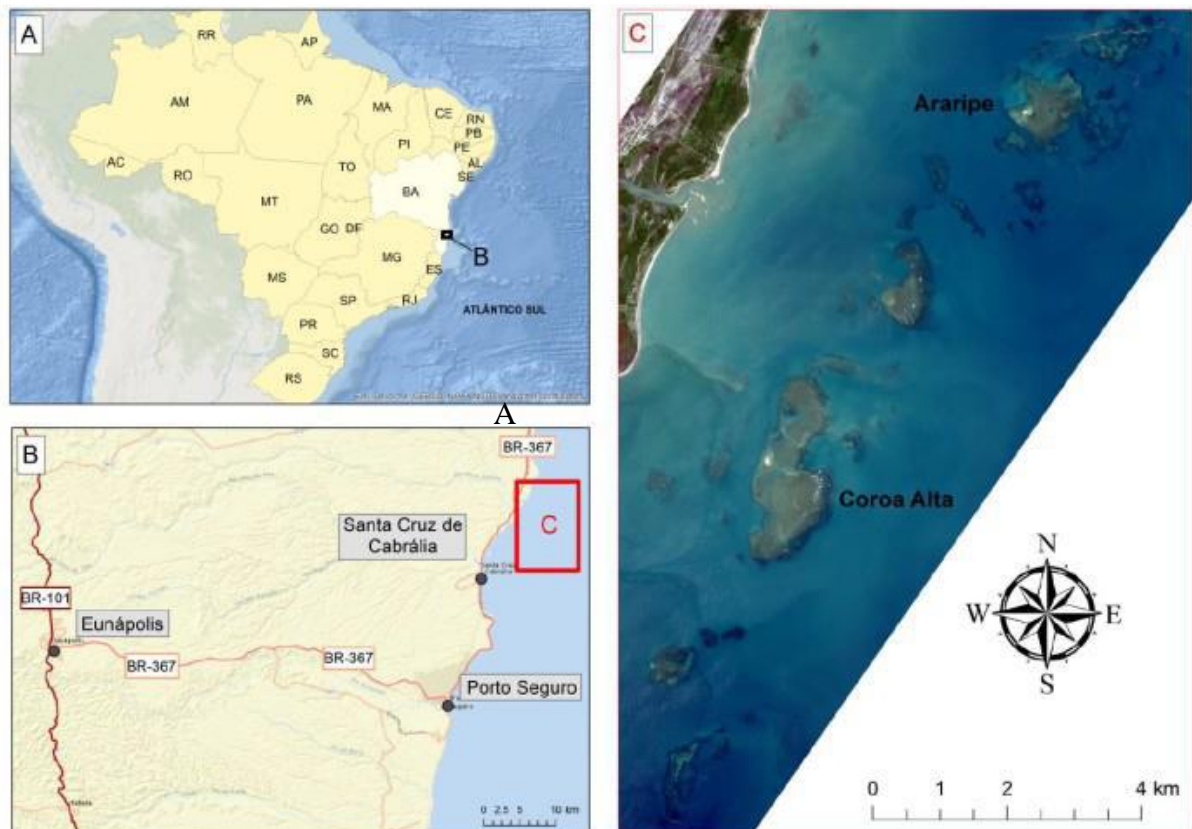 A
RR
AP
AM
PA
MA
CE
RN
PB
PI
PE
AL
SE
AC
RO
TO
BA
MT
GO
DF
B
MG
ES
MS
SP
RJ
ATLÂNTICO SUL
PR
SC
RS
A
B
BR-367
C
Santa Cruz de
Cabrália
BR-101
Eunápolis
BR-367
BR-367
Porto Seguro
0 2.5 5 10 km
C
Araripe
Coroa Alta
N
W E
S
0 1 2 4 km